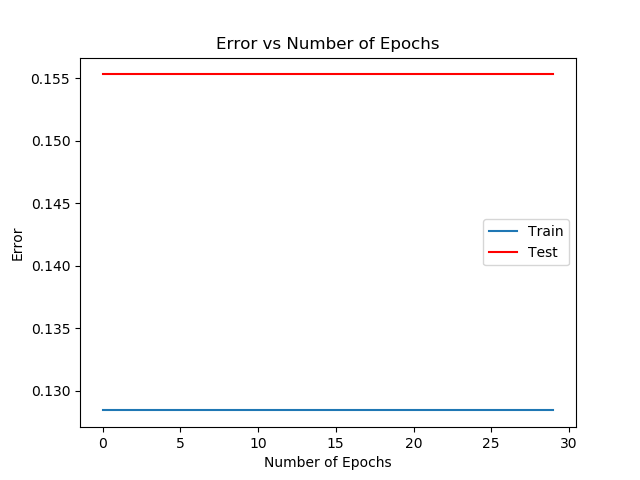 Error vs Number of Epochs
0.155
0.150
0.145
0.140
0.135
0.130
Error
Train
Test
0 5 10 15 20 25 30
Number of Epochs